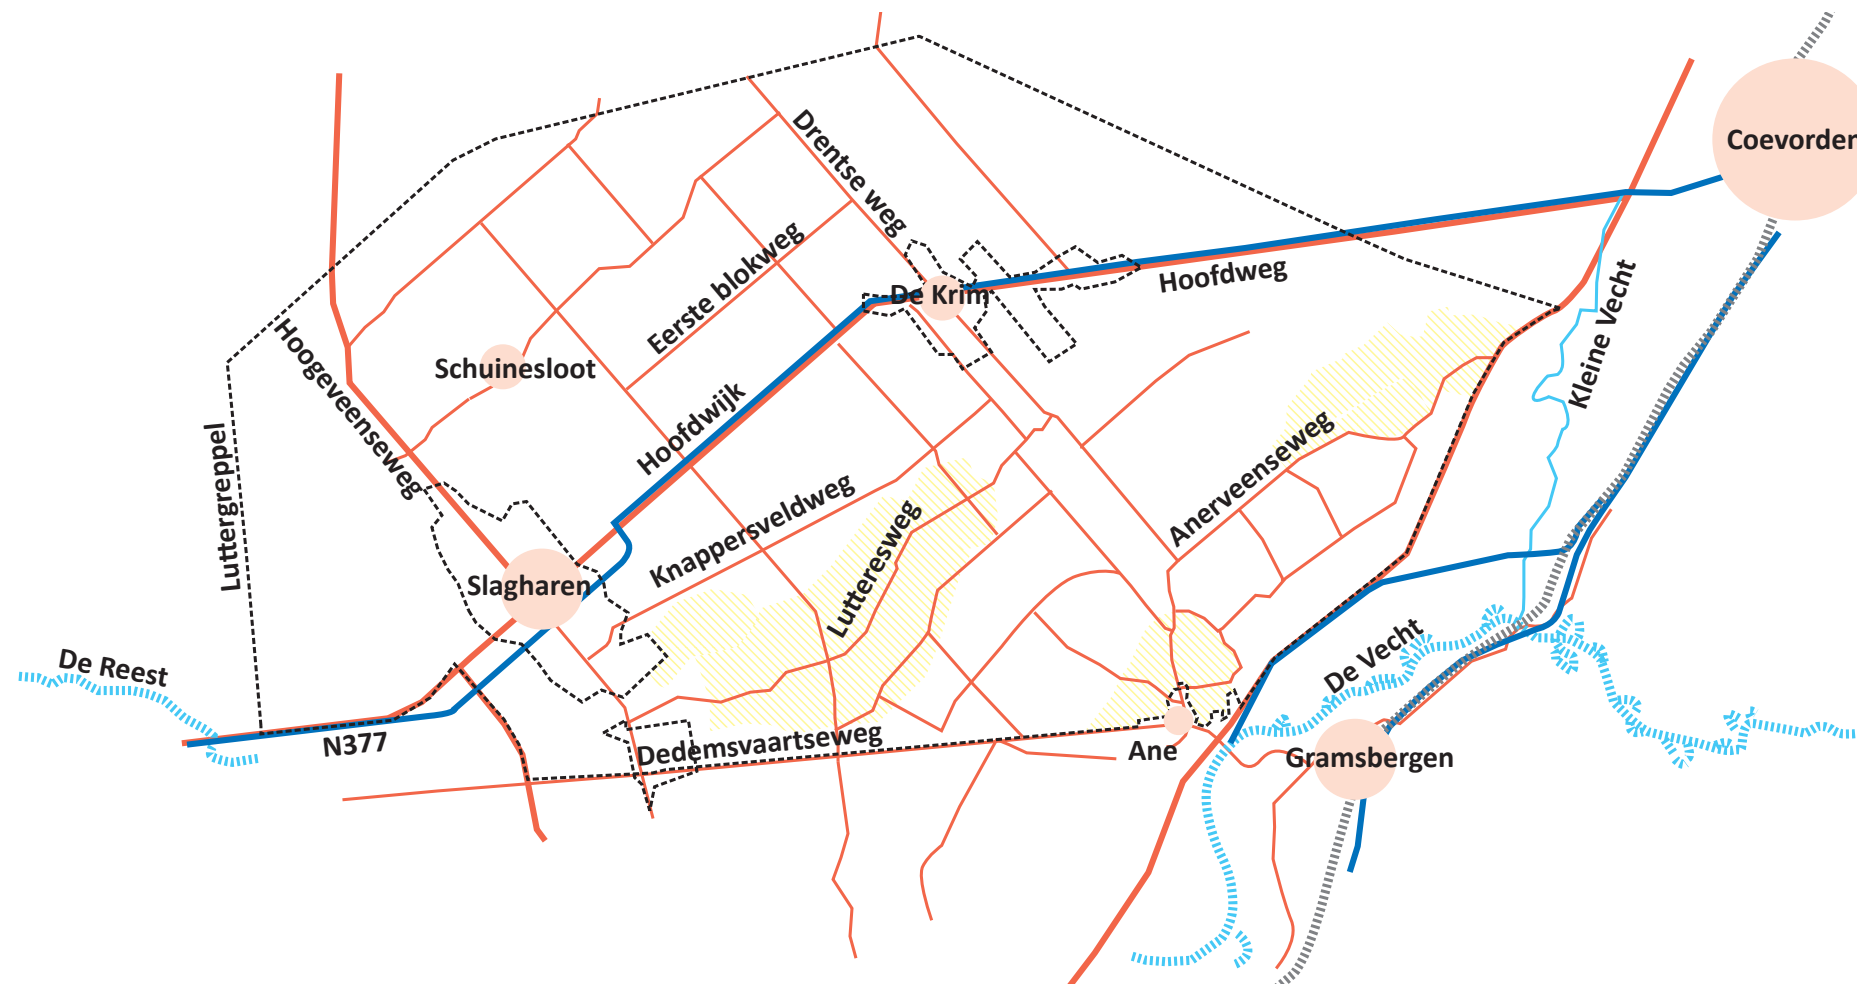 Coevorden
Drentse weg
Eerste blokweg
De Krim
Hoofdweg
Kleine Vecht
Hoogeveenseweg
Schuinesloot
Hoofdwijk
Luttergreppel
Anerveenseweg
Knappersveldweg
Lutteresweg
Slagharen
De Reest
De Vecht
N377
Dedemsvaartseweg
Ane
Gramsbergen